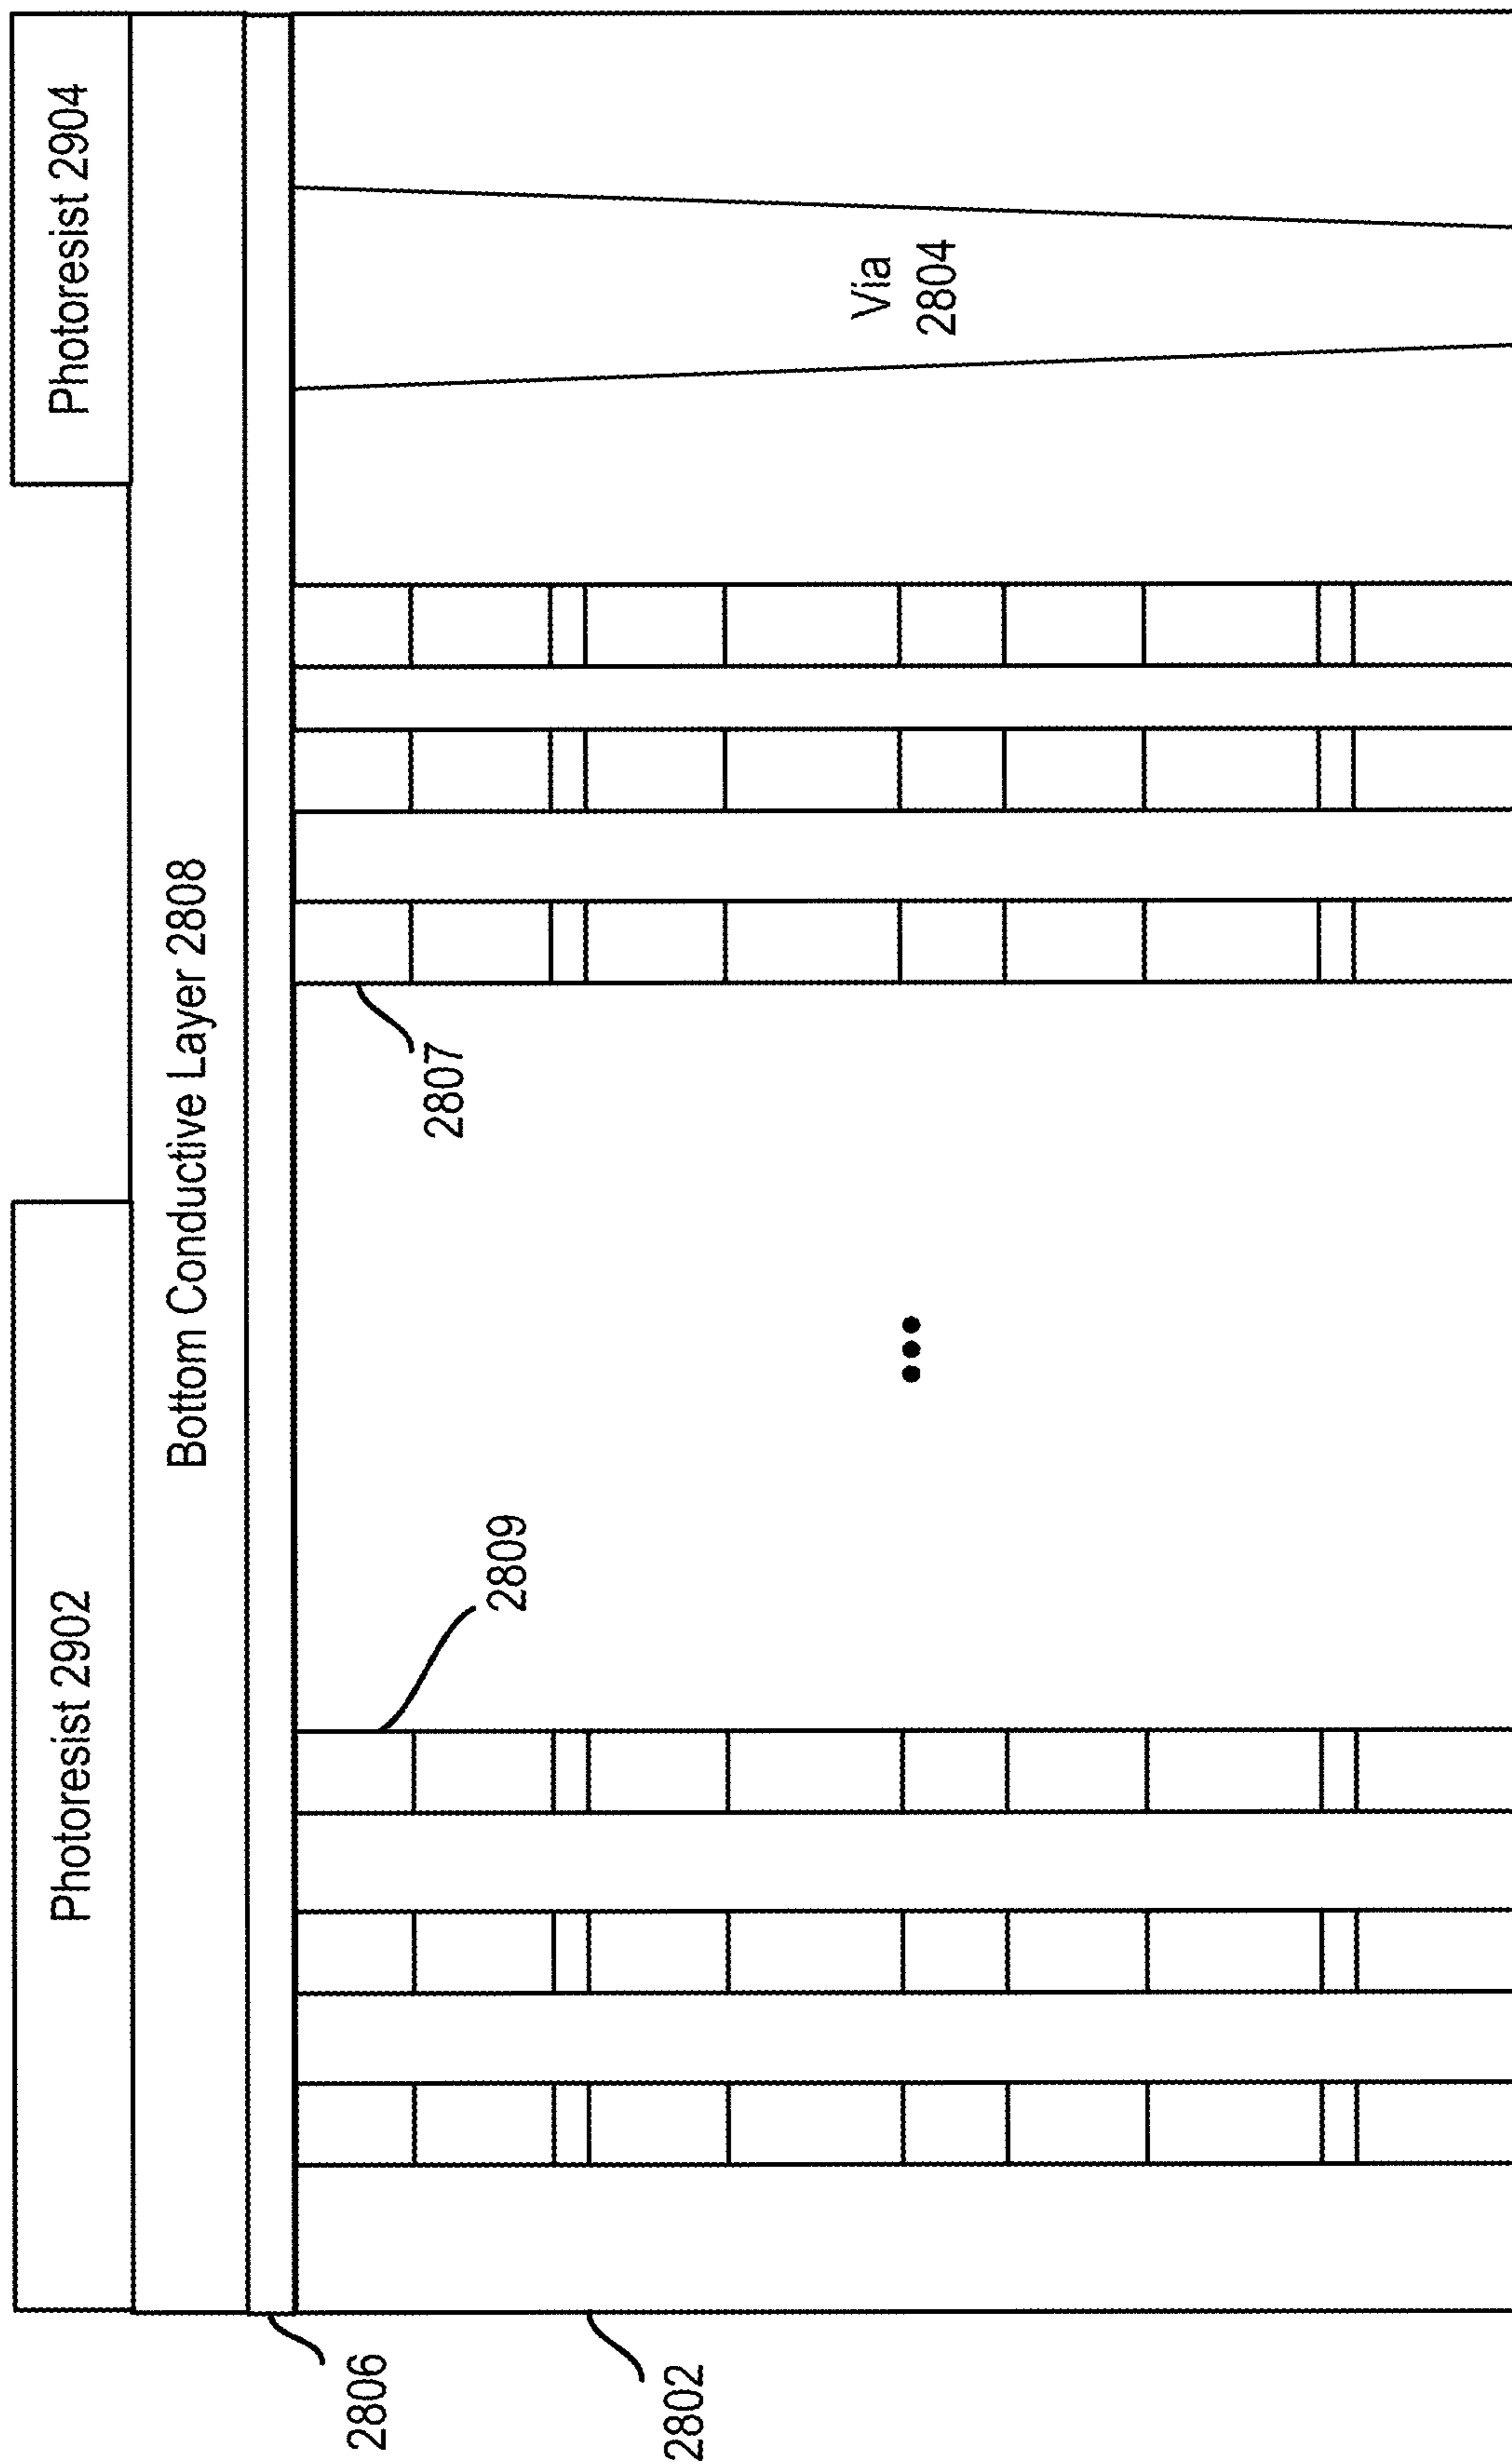 Photoresist 2902
Photoresist 2904
Bottom Conductive Layer 2808
2806
2802
2809
2807
Via
2804